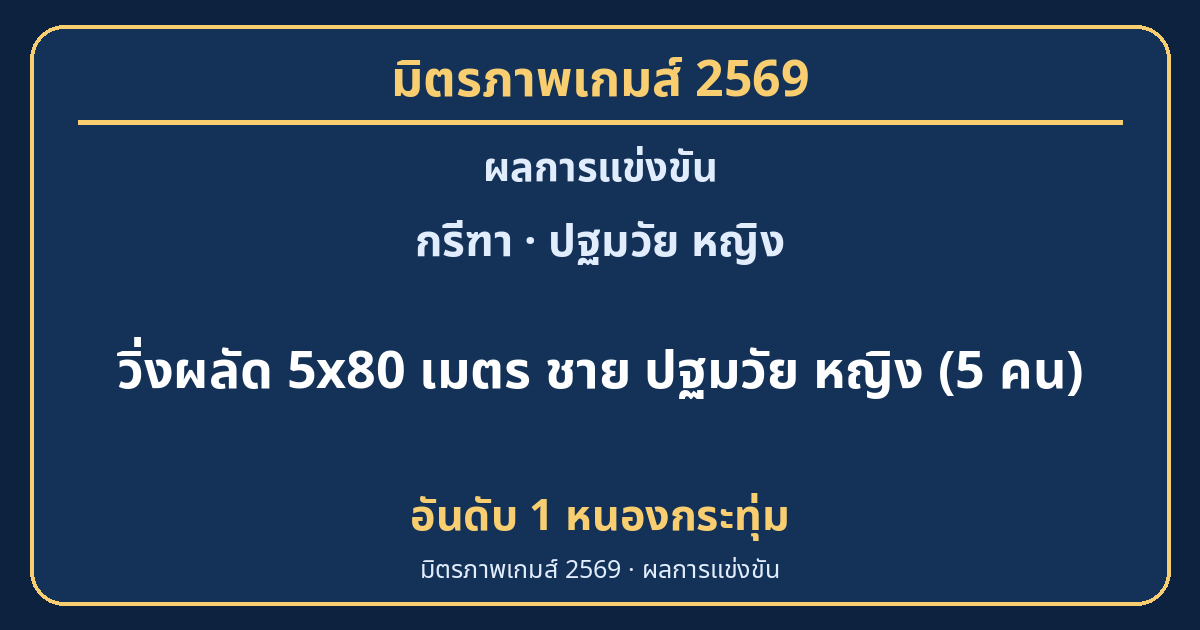 มิตรภาพเกมส์ 2569
ผลการแข่งขัน
กรีฑา · ปฐมวัย หญิง
วิ่งผลัด 5x80 เมตร ชาย ปฐมวัย หญิง (5 คน)
อันดับ 1 หนองกระทุ่ม
มิตรภาพเกมส์ 2569 · ผลการแข่งขัน